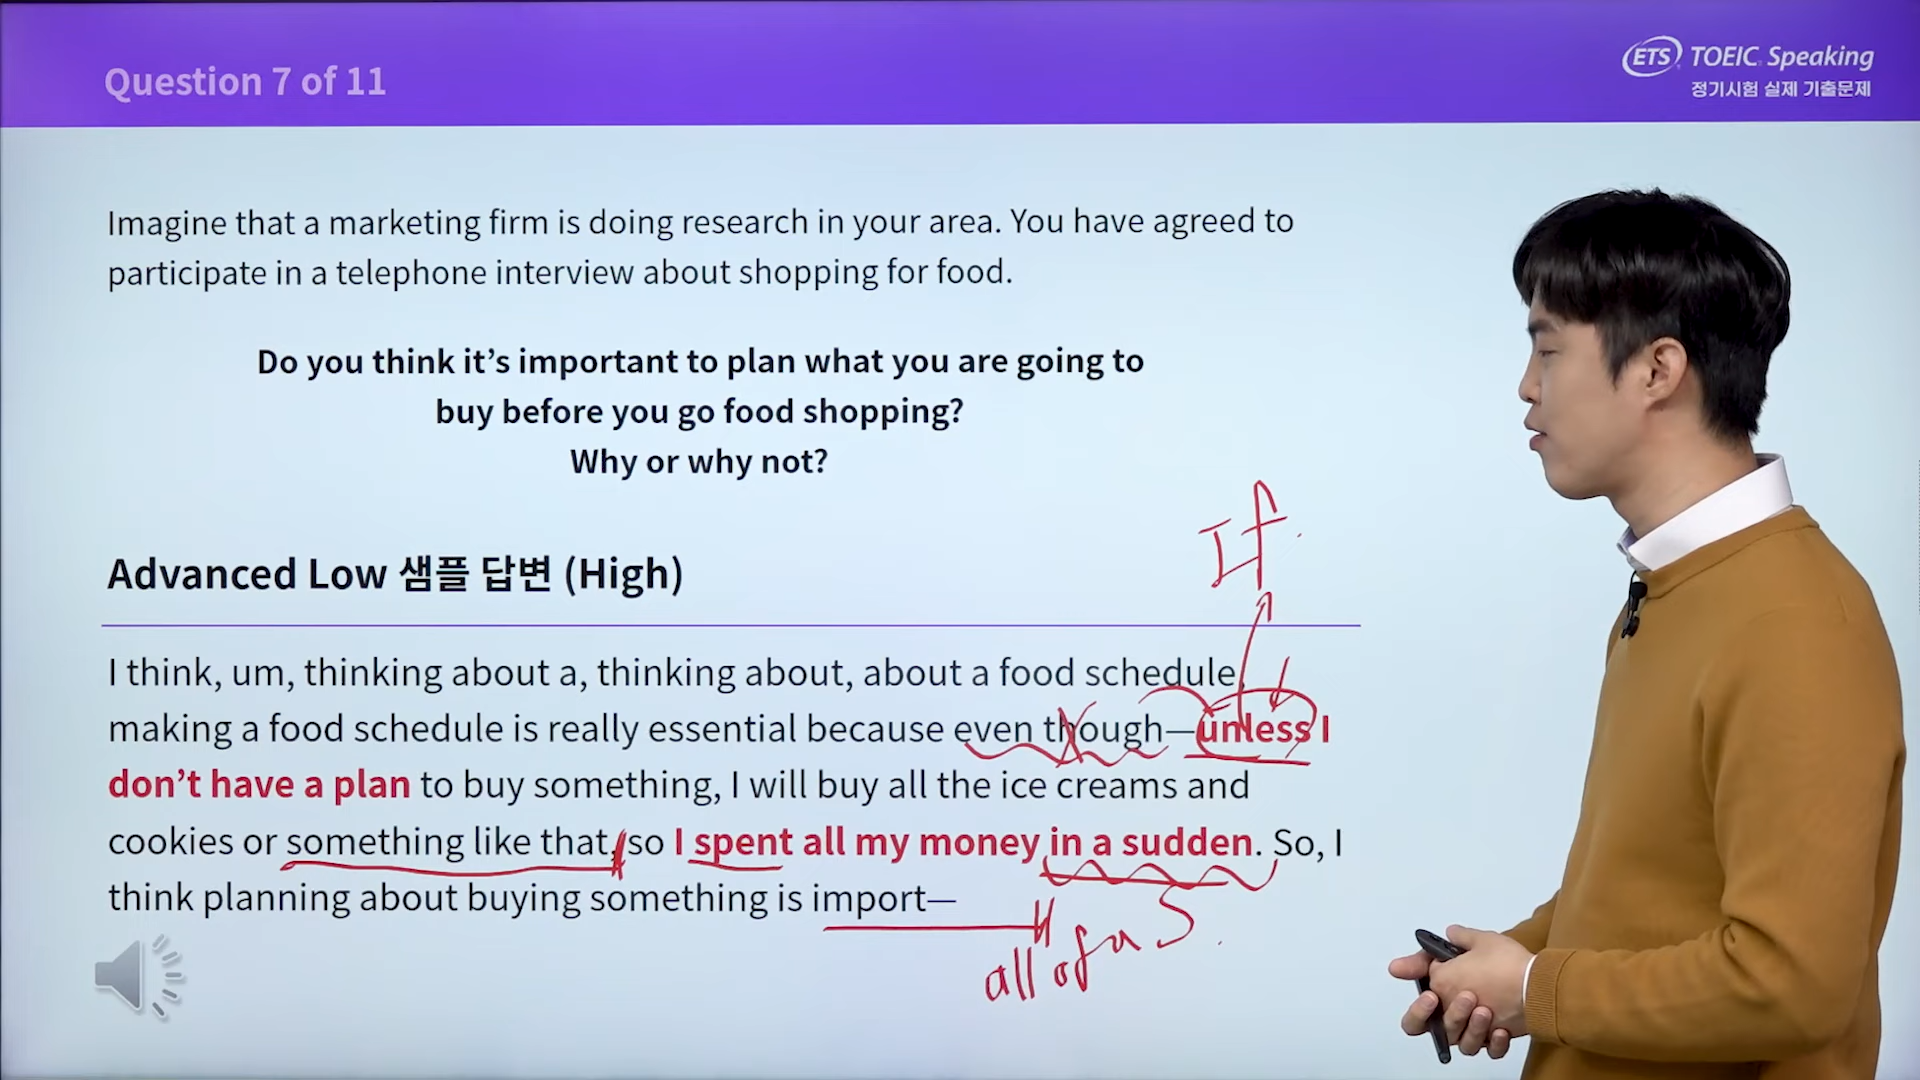 Question 7 of 11
ETS TOEIC Speaking
정기시험 실제 기출문제
Imagine that a marketing firm is doing research in your area. You have agreed to
participate in a telephone interview about shopping for food.
Do you think it's important to plan what you are going to
buy before you go food shopping?
Why or why not?
If
Advanced Low 샘플 답변 (High)
I think, um, thinking about a, thinking about, about a food schedule,
making a food schedule is really essential because even though—unless I
don't have a plan to buy something, I will buy all the ice creams and
cookies or something like that, so I spent all my money in a sudden. So, I
think planning about buying something is import—
all of a S